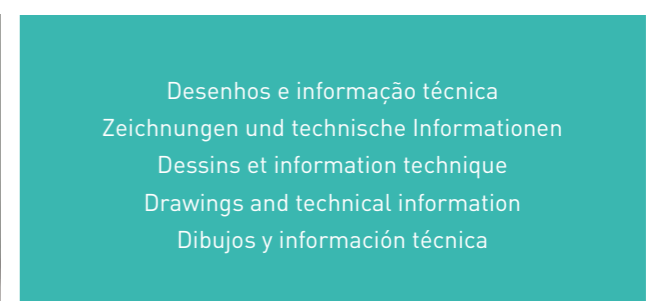 Desenhos e informação técnica
Zeichnungen und technische Informationen
Dessins et information technique
Drawings and technical information
Dibujos y información técnica